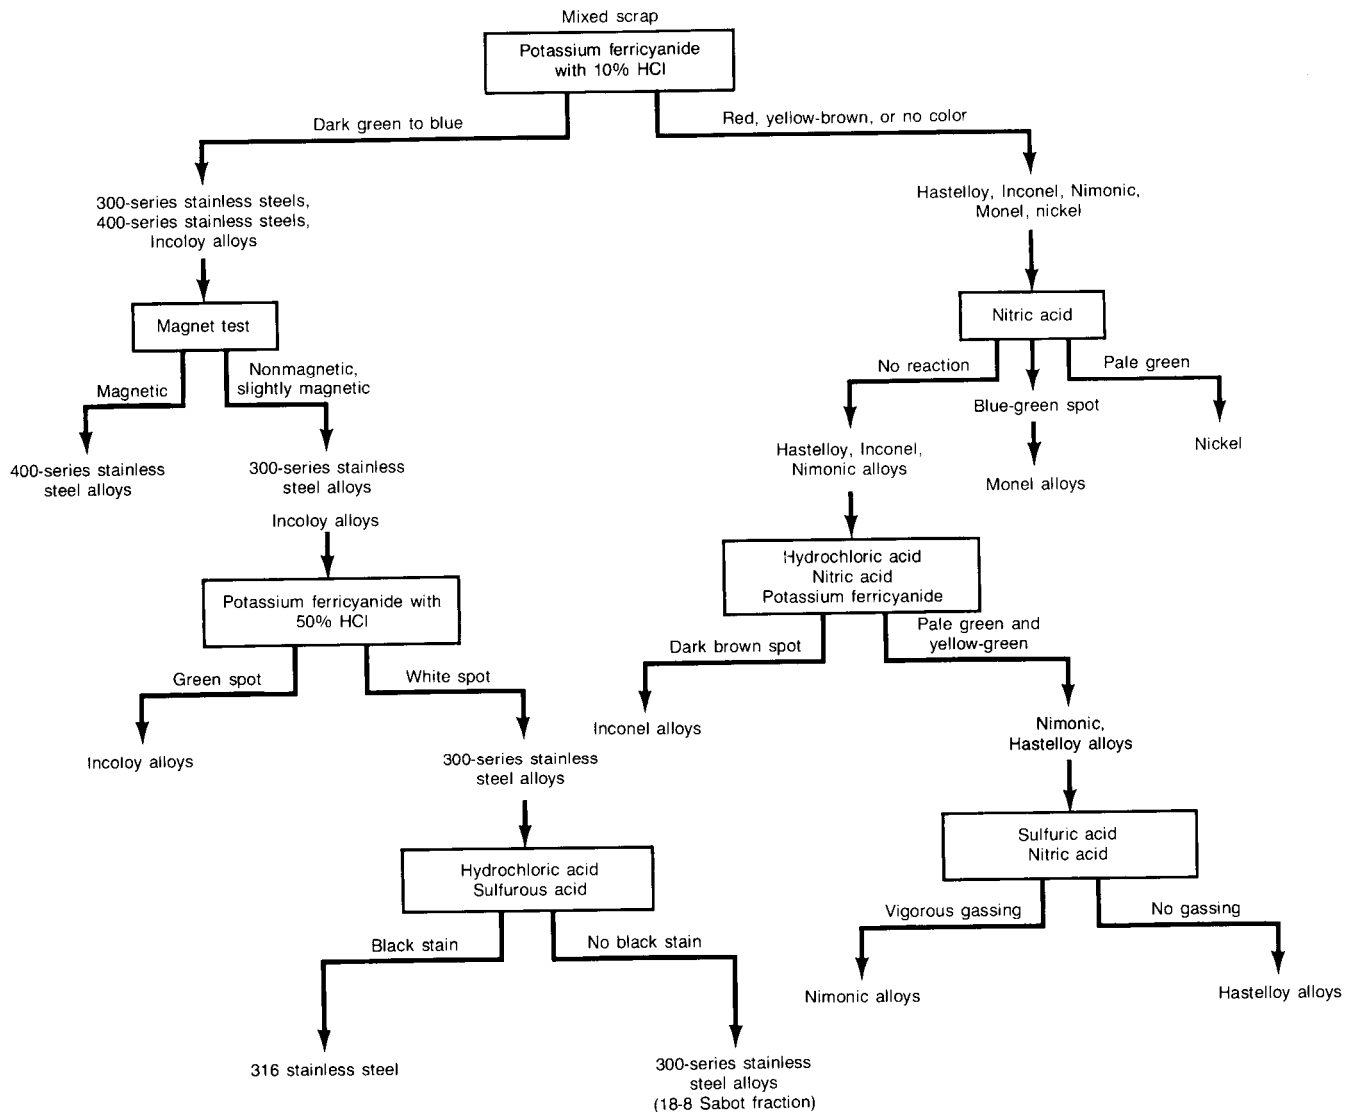 Mixed scrap
Potassium ferricyanide
with 10% HCl
Dark green to blue
Red, yellow-brown, or no color
300-series stainless steels,
400-series stainless steels,
Incoloy alloys
Hastelloy, Inconel, Nimonic,
Monel, nickel
Magnet test
Nitric acid
Magnetic
Nonmagnetic,
slightly magnetic
No reaction
Pale green
Blue-green spot
400-series stainless
steel alloys
300-series stainless
steel alloys
Incoloy alloys
Hastelloy, Inconel,
Nimonic alloys
Monel alloys
Nickel
Potassium ferricyanide with
50% HCl
Hydrochloric acid
Nitric acid
Potassium ferricyanide
Green spot
White spot
Dark brown spot
Pale green and
yellow-green
Incoloy alloys
300-series stainless
steel alloys
Inconel alloys
Nimonic,
Hastelloy alloys
Hydrochloric acid
Sulfurous acid
Sulfuric acid
Nitric acid
Black stain
No black stain
Vigorous gassing
No gassing
316 stainless steel
300-series stainless
steel alloys
(18-8 Sabot fraction)
Nimonic alloys
Hastelloy alloys